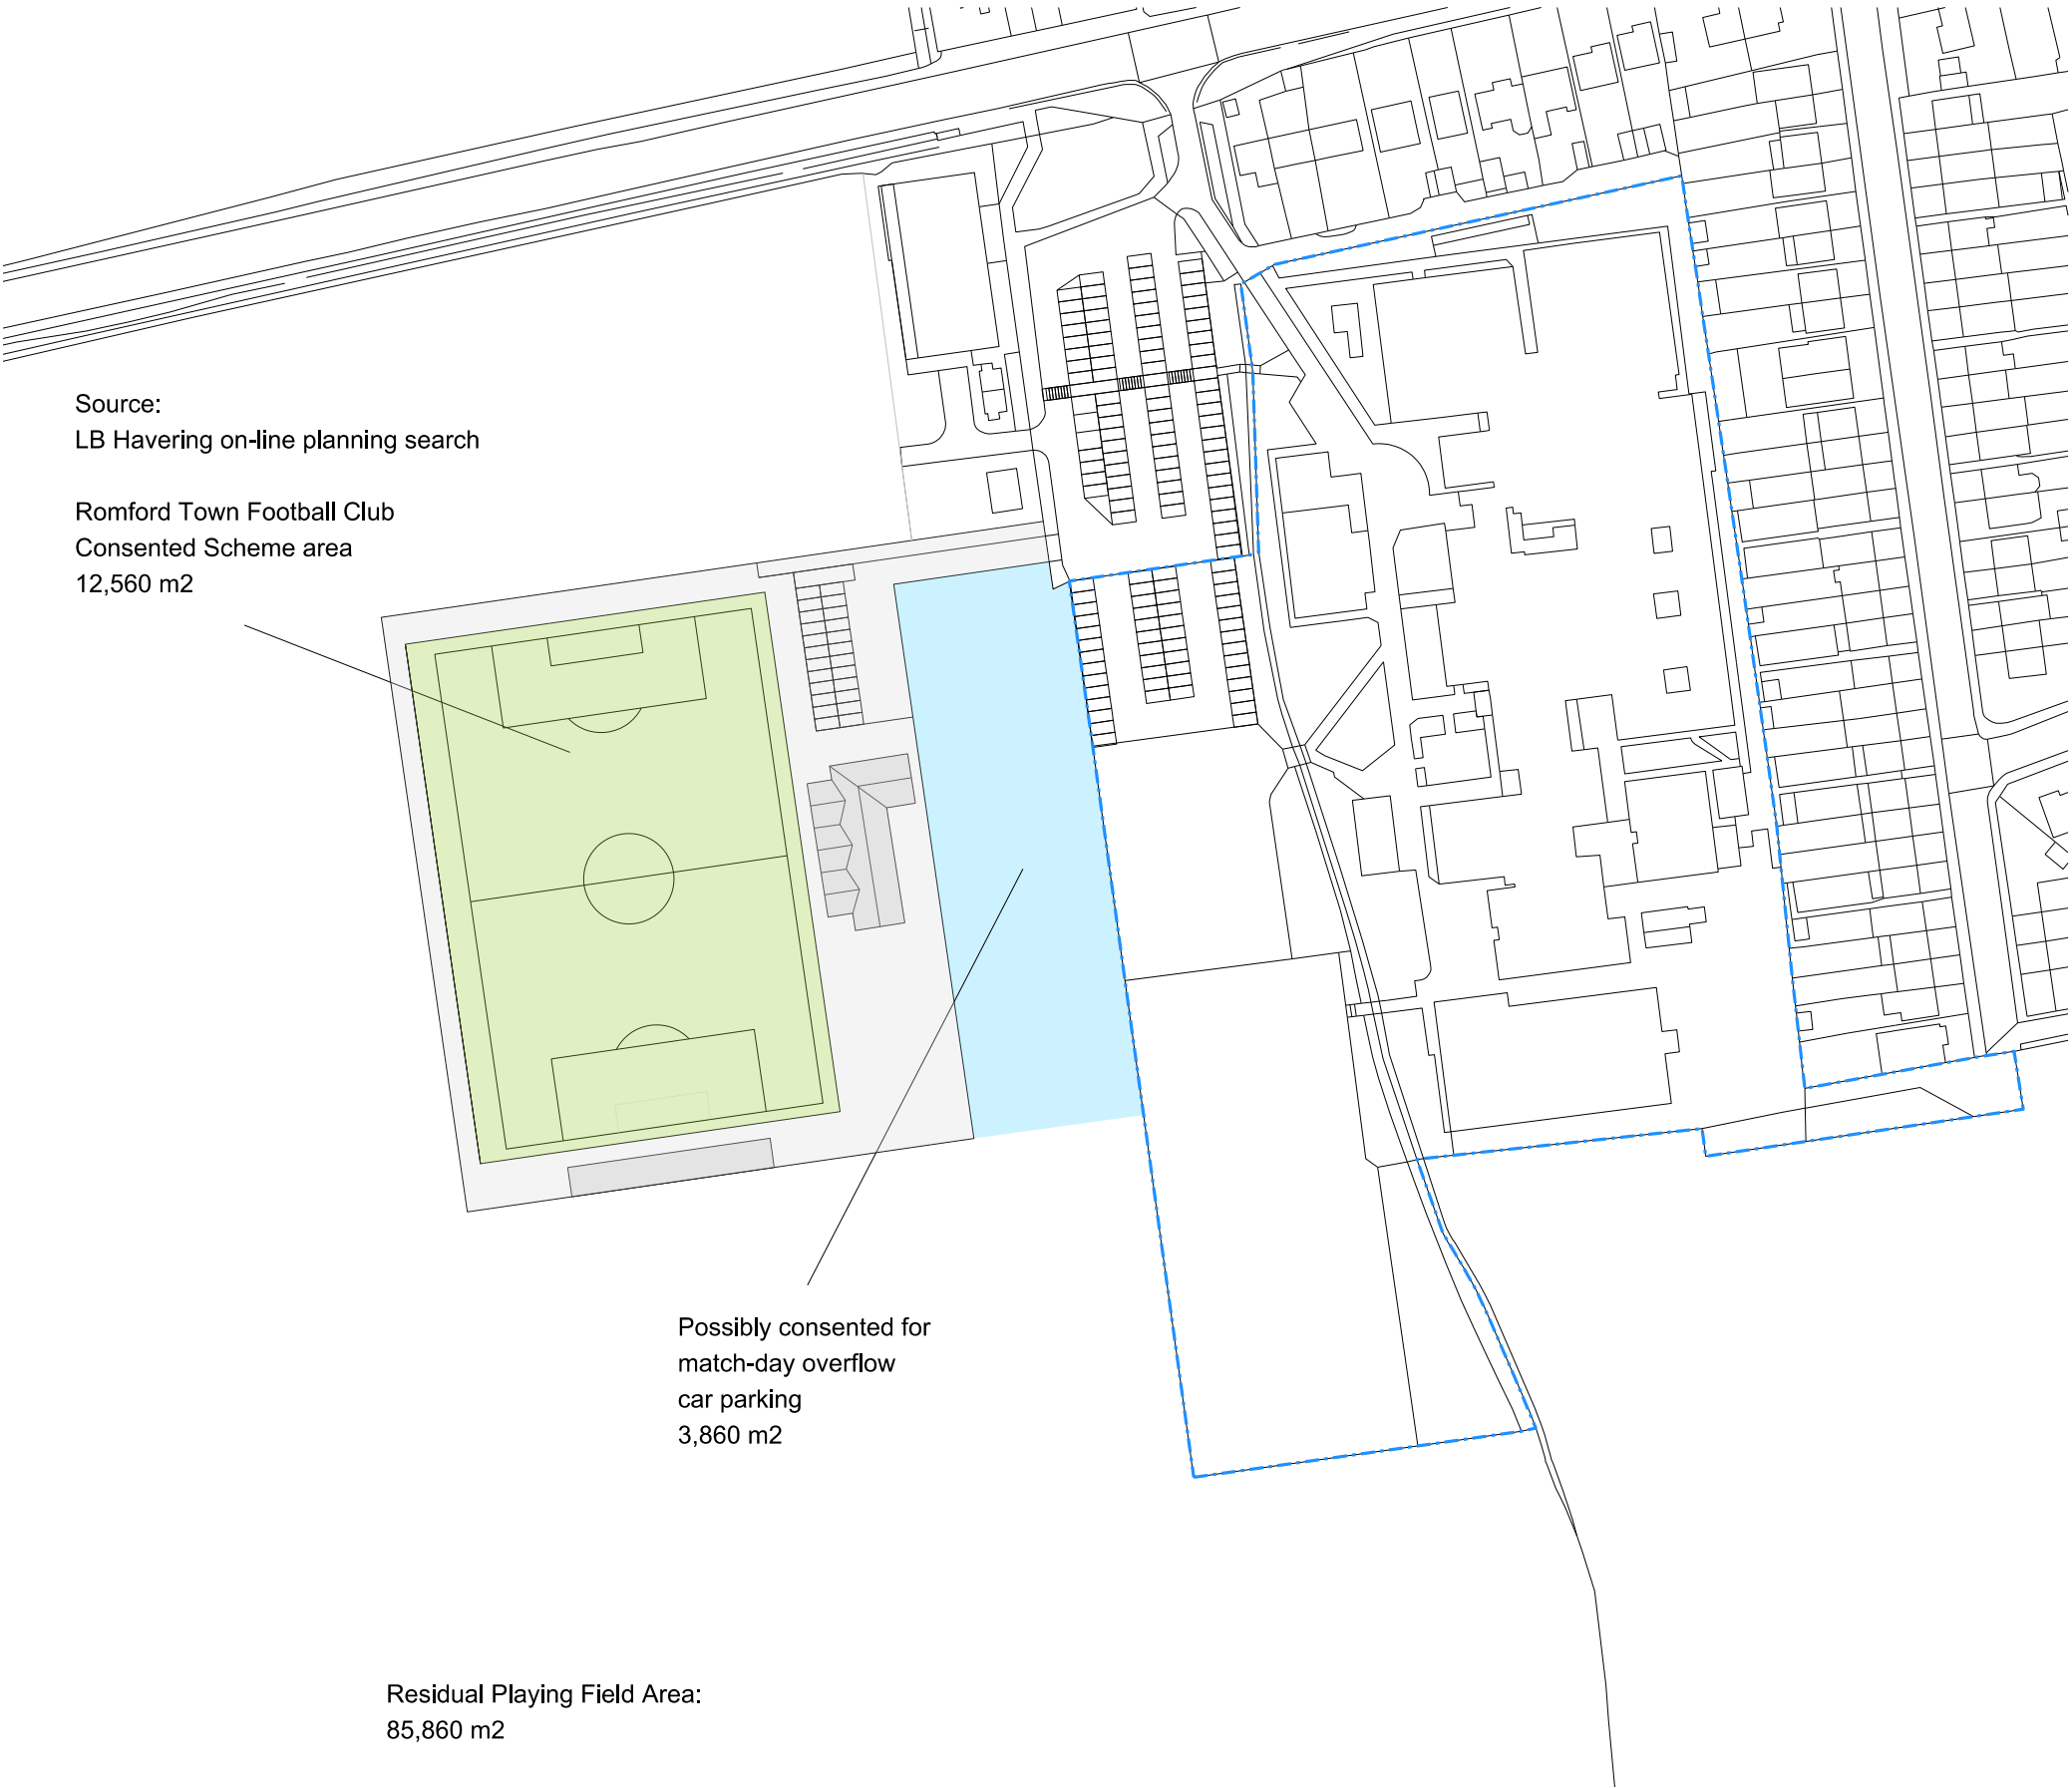 Source:
LB Havering on-line planning search
Romford Town Football Club
Consented Scheme area
12,560 m2
Possibly consented for
match-day overflow
car parking
3,860 m2
Residual Playing Field Area:
85,860 m2